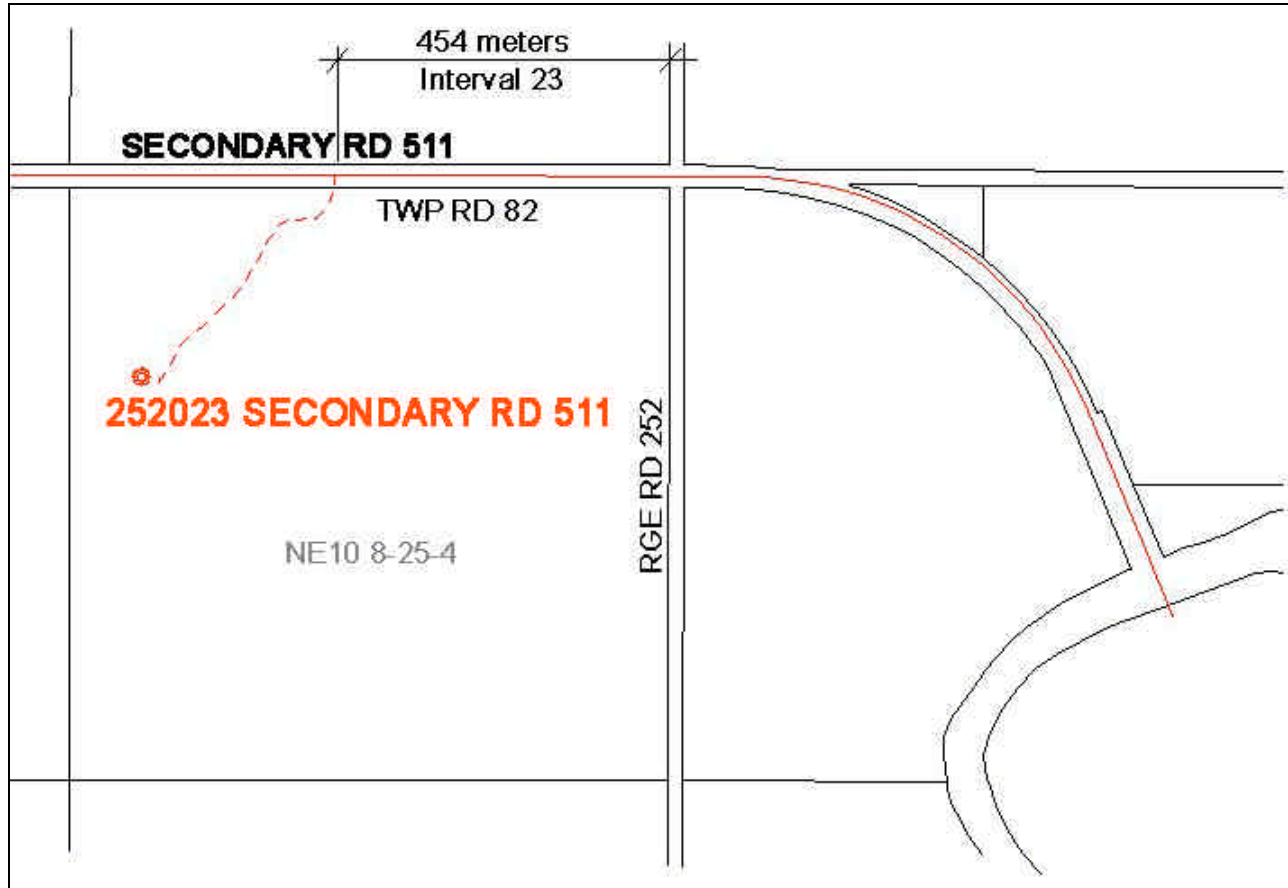 454 meters
Interval 23
SECONDARY RD 511
TWP RD 82
252023 SECONDARY RD 511
RGE RD 252
NE10 8-25-4